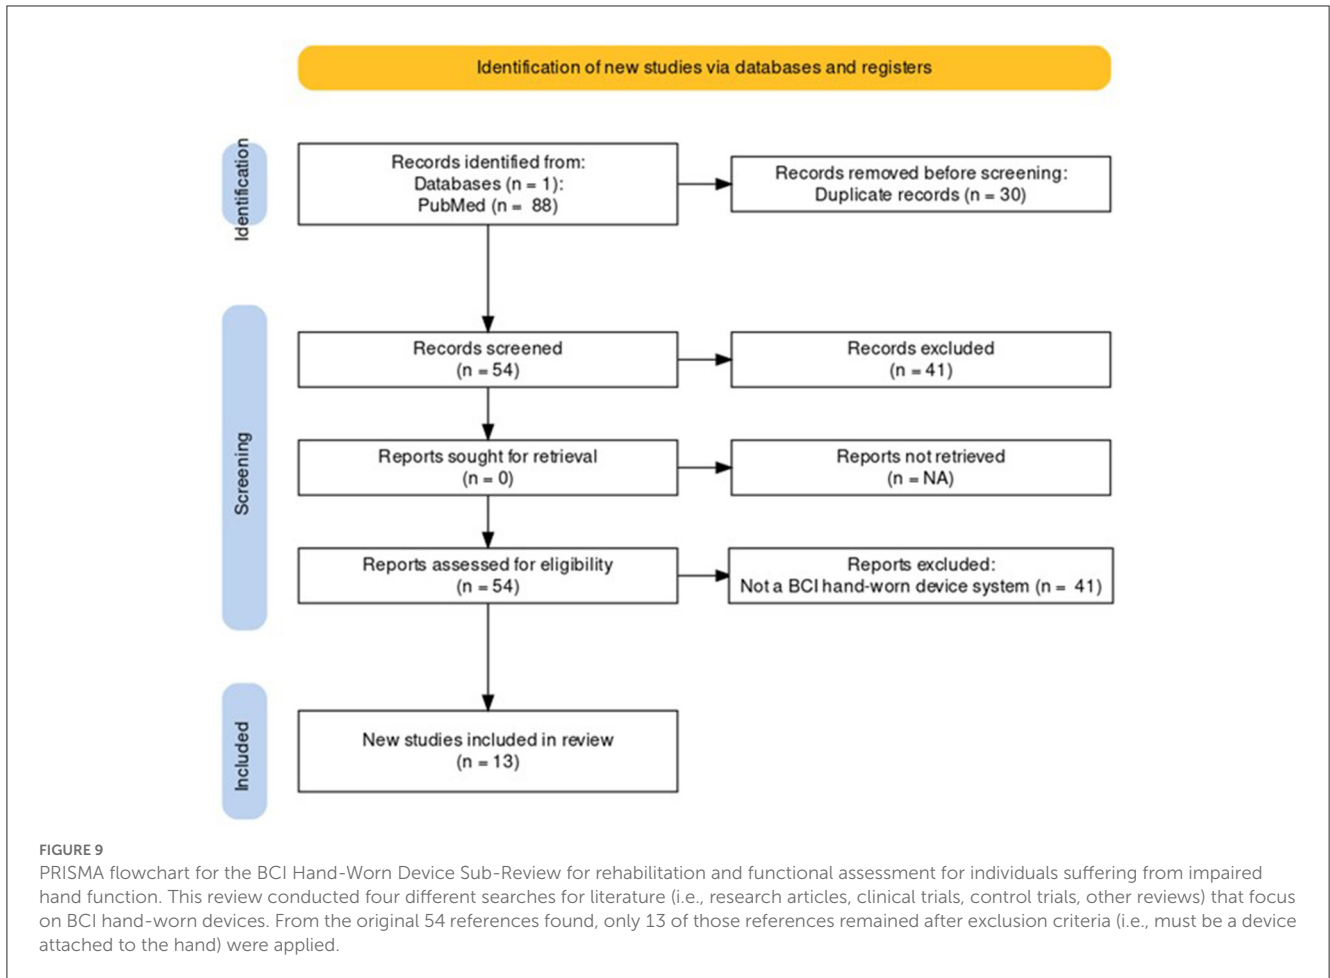 Identification of new studies via databases and registers
Identification
Records identified from:
Databases (n = 1):
PubMed (n = 88)
Records removed before screening:
Duplicate records (n = 30)
Screening
Records screened
(n = 54)
Records excluded
(n = 41)
Reports sought for retrieval
(n = 0)
Reports not retrieved
(n = NA)
Reports assessed for eligibility
(n = 54)
Reports excluded:
Not a BCI hand-worn device system (n = 41)
Included
New studies included in review
(n = 13)
FIGURE 9
PRISMA flowchart for the BCI Hand-Worn Device Sub-Review for rehabilitation and functional assessment for individuals suffering from impaired
hand function. This review conducted four different searches for literature (i.e., research articles, clinical trials, control trials, other reviews) that focus
on BCI hand-worn devices. From the original 54 references found, only 13 of those references remained after exclusion criteria (i.e., must be a device
attached to the hand) were applied.